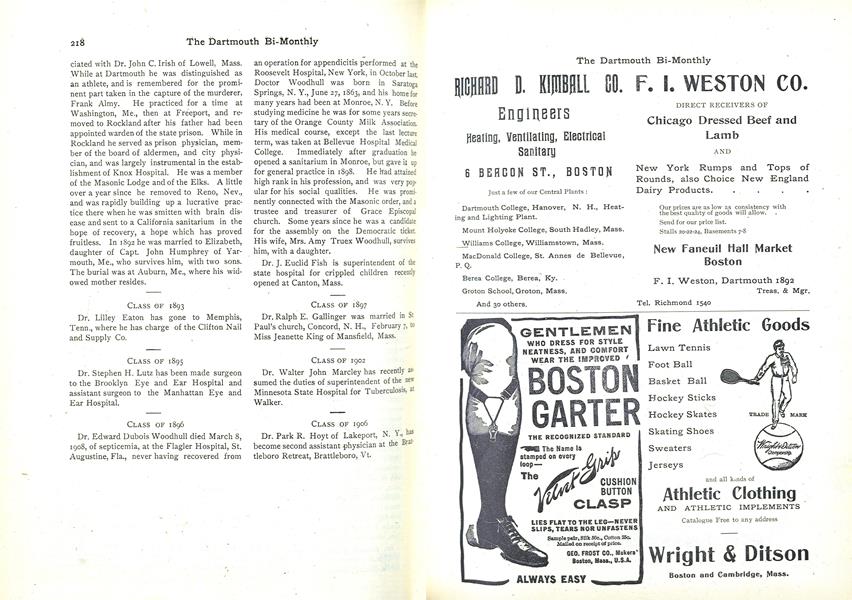 218
The Dartmouth Bi-Monthly
ciated with Dr. John C. Irish of Lowell, Mass.
While at Dartmouth he was distinguished as
an athlete, and is remembered for the promi-
nent part taken in the capture of the murderer,
Frank Almy. He practiced for a time at
Washington, Me., then at Freeport, and re-
moved to Rockland after his father had been
appointed warden of the state prison. While in
Rockland he served as prison physician, mem-
ber of the board of aldermen, and city physi-
cian, and was largely instrumental in the estab-
lishment of Knox Hospital. He was a member
of the Masonic Lodge and of the Elks. A little
over a year since he removed to Reno, Nev.,
and was rapidly building up a lucrative prac-
tice there when he was smitten with brain dis-
ease and sent to a California sanitarium in the
hope of recovery, a hope which has proved
fruitless. In 1892 he was married to Elizabeth,
daughter of Capt. John Humphrey of Yar-
mouth, Me., who survives him, with two sons.
The burial was at Auburn, Me., where his wid-
owed mother resides.
CLASS OF 1893
Dr. Lilley Eaton has gone to Memphis,
Tenn., where he has charge of the Clifton Nail
and Supply Co.
CLASS OF 1895
Dr. Stephen H. Lutz has been made surgeon
to the Brooklyn Eye and Ear Hospital and
assistant surgeon to the Manhattan Eye and
Ear Hospital.
CLASS OF 1896
Dr. Edward Dubois Woodhull died March 8,
1908, of septicemia, at the Flagler Hospital, St.
Augustine, Fla., never having recovered from
an operation for appendicitis performed at the
Roosevelt Hospital, New York, in October last.
Doctor Woodhull was born in Saratoga
Springs, N. Y., June 27, 1863, and his home for
many years had been at Monroe, N. Y. Before
studying medicine he was for some years secre-
tary of the Orange County Milk Association.
His medical course, except the last lecture
term, was taken at Bellevue Hospital Medical
College. Immediately after graduation he
opened a sanitarium in Monroe, but gave it up
for general practice in 1898. He had attained
high rank in his profession, and was very pop-
ular for his social qualities. He was promi-
nently connected with the Masonic order, and a
trustee and treasurer of Grace Episcopal
church. Some years since he was a candidate
for the assembly on the Democratic ticket.
His wife, Mrs. Amy Truex Woodhull, survives
him, with a daughter.
Dr. J. Euclid Fish is superintendent of the
state hospital for crippled children recently
opened at Canton, Mass.
CLASS OF 1897
Dr. Ralph E. Gallinger was married in St
Paul's church, Concord, N. H., February 7, to
Miss Jeanette King of Mansfield, Mass.
CLASS OF 1902
Dr. Walter John Marcley has recently as-
sumed the duties of superintendent of the new
Minnesota State Hospital for Tuberculosis, at
Walker.
CLASS OF 1906
Dr. Park R. Hoyt of Lakeport, N. Y., has
become second assistant physician at the Brat-
tleboro Retreat, Brattleboro, Vt.
The Dartmouth Bi-Monthly
RICHARD D. KIMBALL CO.
Engineers
Heating, Ventilating, Electrical
Sanitary
6 BEACON ST., BOSTON
Just a few of our Central Plants:
Dartmouth College, Hanover, N. H., Heat-
ing and Lighting Plant.
Mount Holyoke College, South Hadley, Mass.
Williams College, Williamstown, Mass.
MacDonald College, St. Annes de Bellevue,
P. Q.
Berea College, Berea, Ky.
Groton School, Groton, Mass.
And 30 others.
F. I. WESTON CO.
DIRECT RECEIVERS OF
Chicago Dressed Beef and
Lamb
AND
New York Rumps and Tops of
Rounds, also Choice New England
Dairy Products. . . . .
Our prices are as low as consistency with
the best quality of goods will allow.
Send for our price list.
Stalls 20-22-24, Basements 7-8
New Faneuil Hall Market
Boston
F. I. Weston, Dartmouth 1892
Treas, & Mgr,
Tel. Richmond 1540
GENTLEMEN
WHO DRESS FOR STYLE
NEATNESS, AND COMFORT
WEAR THE IMPROVED
BOSTON
GARTER
THE RECOGNIZED STANDARD
The Name is
stamped on every
loop—
The
Velvet Grip
CUSHION
BUTTON
CLASP
LIES FLAT TO THE LEG—NEVER
SLIPS, TEARS NOR UNFASTENS
Sample pair, Silk 50c., Cotton 25c.
Mailed on receipt of price.
GEO. FROST CO., Makers
Boston, Mass., U.S.A.
ALWAYS EASY
Fine Athletic Goods
Lawn Tennis
Foot Ball
Basket Ball
Hockey Sticks
Hockey Skates
Skating Shoes
Sweaters
Jerseys
TRADE MARK
Wright & Ditson
and all kinds of
Athletic Clothing
AND ATHLETIC IMPLEMENTS
Catalogue Free to any address
Wright & Ditson
Boston and Cambridge, Mass.